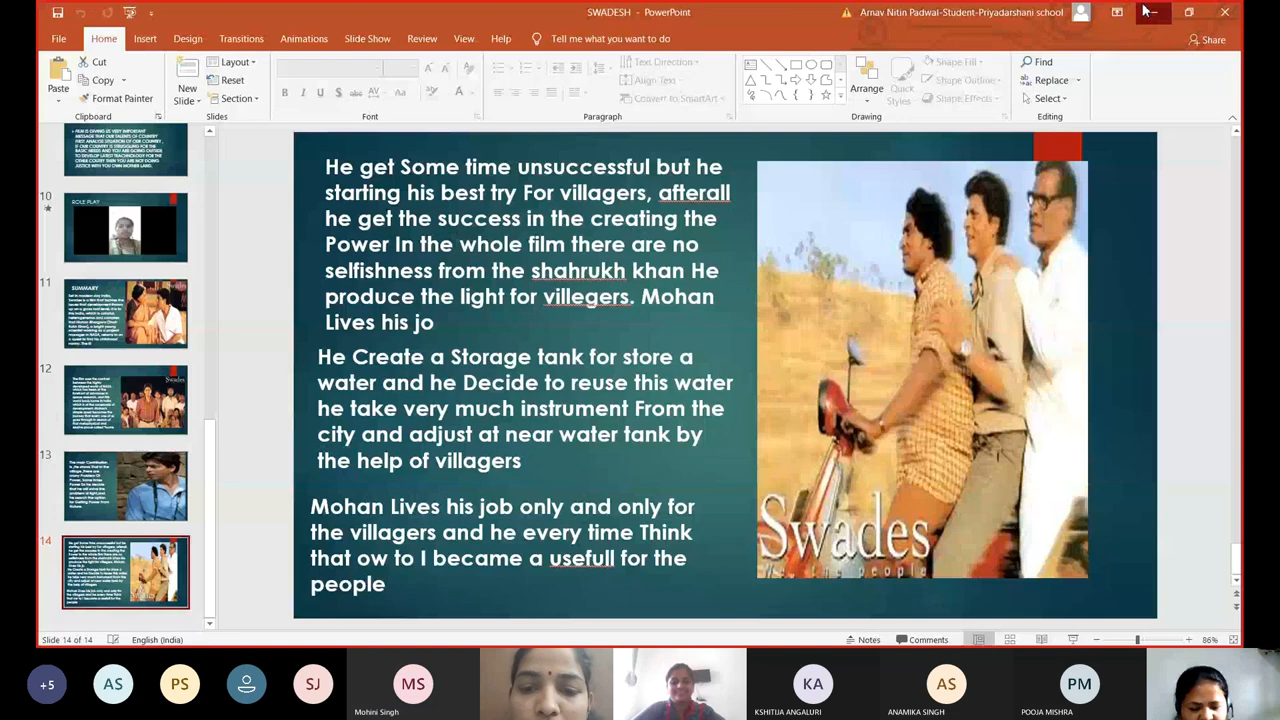 SWADESH - PowerPoint
Arnav Nitin Padwal-Student-Priyadarshani school
File Home Insert Design Transitions Animations Slide Show Review View Help Tell me what you want to do
Share
Paste
Cut
Copy
Format Painter
Clipboard
New Slide
Layout
Reset
Section
Slides
Font
Text Direction
Align Text
Convert to SmartArt
Paragraph
Arrange
Quick Styles
Shape Fill
Shape Outline
Shape Effects
Drawing
Find
Replace
Select
Editing
10
ROLE PLAY
11
SUMMARY
12
13
14
He get Some time unsuccessful but he
starting his best try For villagers, afterall
he get the success in the creating the
Power In the whole film there are no
selfishness from the shahrukh khan He
produce the light for villegers. Mohan
Lives his jo
He Create a Storage tank for store a
water and he Decide to reuse this water
he take very much instrument From the
city and adjust at near water tank by
the help of villagers
Mohan Lives his job only and only for
the villagers and he every time Think
that ow to I became a usefull for the
people
Swades
people
Slide 14 of 14
English (India)
Notes
Comments
86%
+5
AS
PS
SJ
MS
Mohini Singh
KA
KSHITIJA ANGALURI
AS
ANAMIKA SINGH
PM
POOJA MISHRA